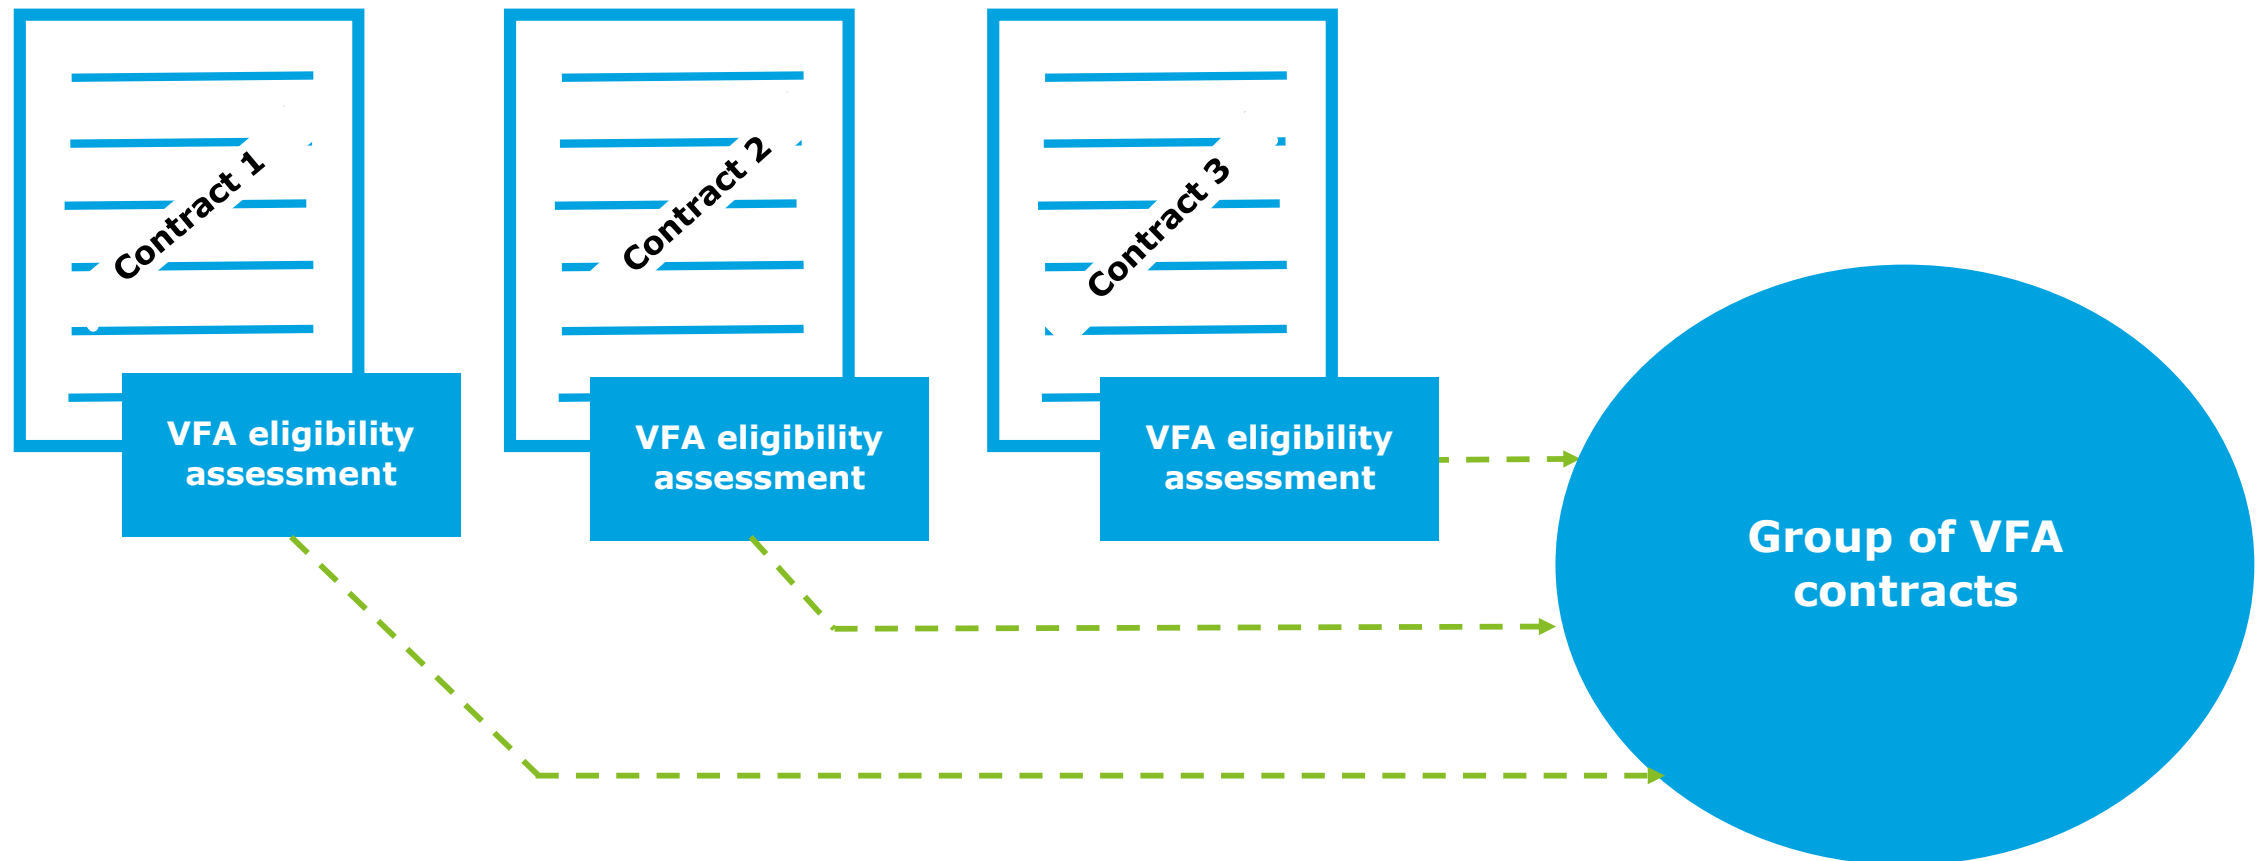 Contract 1
Contract 2
Contract 3
VFA eligibility
assessment
VFA eligibility
assessment
VFA eligibility
assessment
Group of VFA
contracts